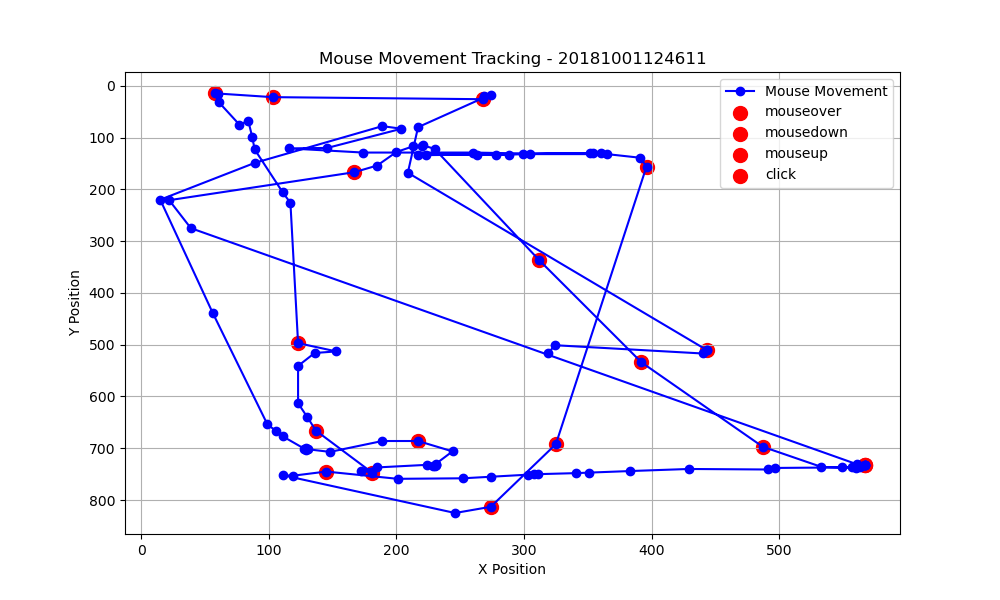 Mouse Movement Tracking - 20181001124611
Mouse Movement
mouseover
mousedown
mouseup
click
Y Position
0
100
200
300
400
500
600
700
800
0 100 200 300 400 500
X Position